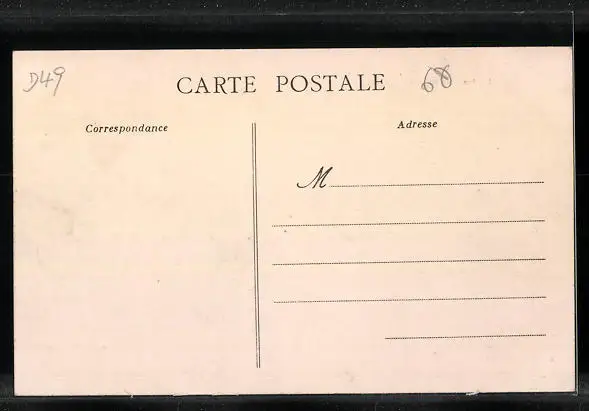 D49
CARTE POSTALE
68
Correspondance
Adresse
M